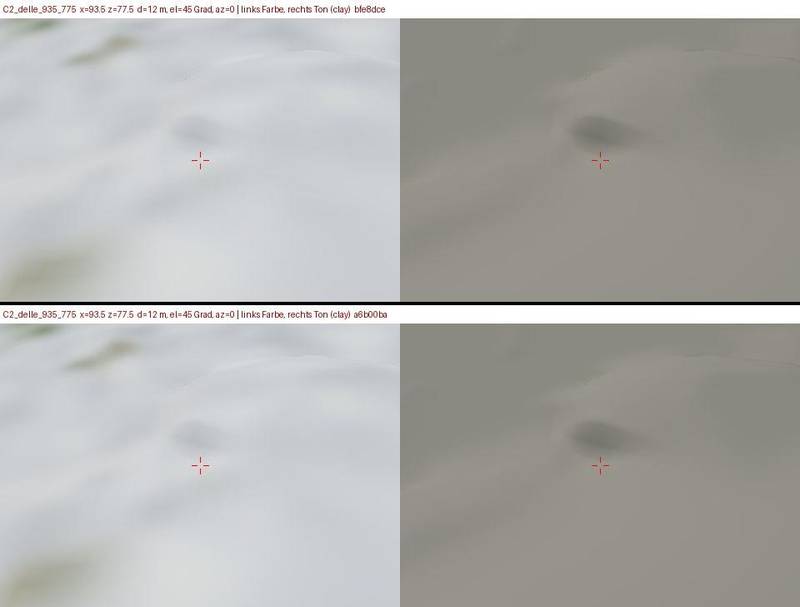 C2_delle_935_775 x=93.5 z=77.5 d=12 m, el=45 Grad, az=0 | links Farbe, rechts Ton (clay) bfe8dce
C2_delle_935_775 x=93.5 z=77.5 d=12 m, el=45 Grad, az=0 | links Farbe, rechts Ton (clay) a6b00ba